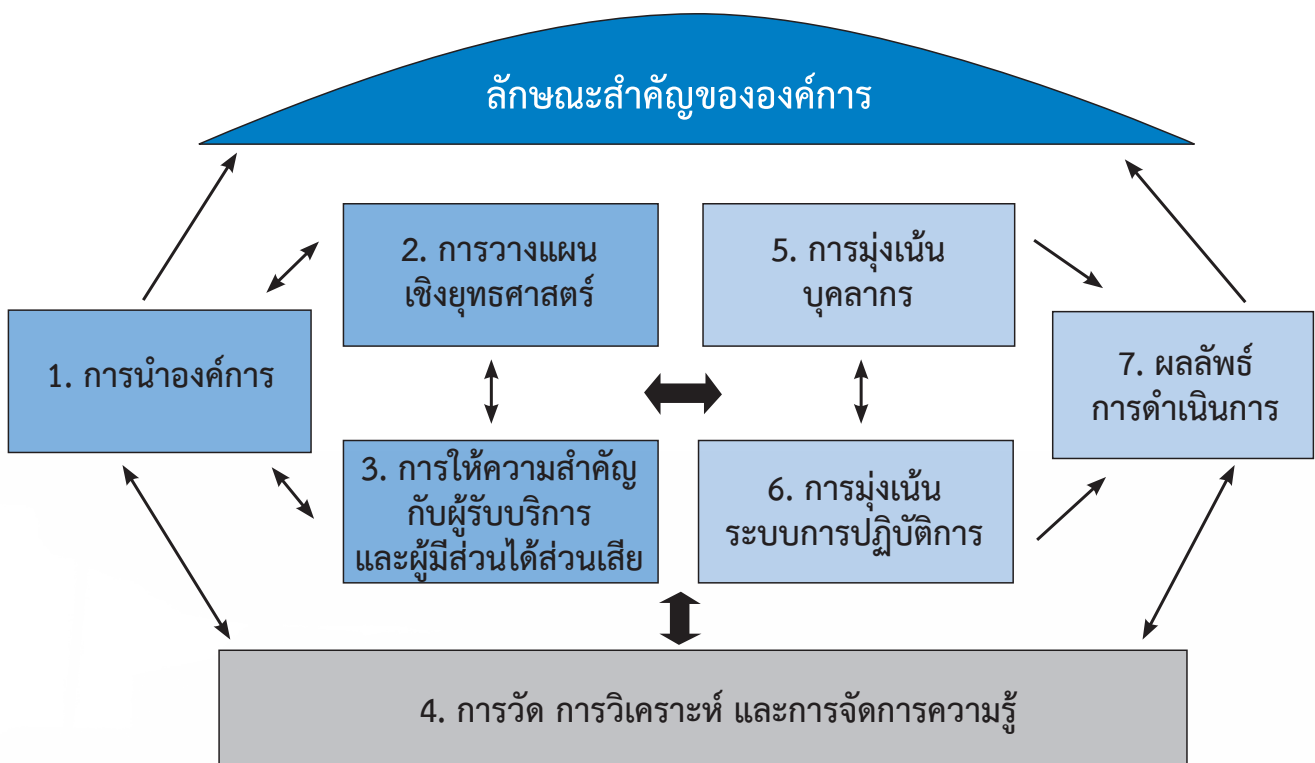 ลักษณะสำคัญขององค์การ
1. การนำองค์การ
2. การวางแผน
เชิงยุทธศาสตร์
3. การให้ความสำคัญ
กับผู้รับบริการ
และผู้มีส่วนได้ส่วนเสีย
5. การมุ่งเน้น
บุคลากร
6. การมุ่งเน้น
ระบบการปฏิบัติการ
7. ผลลัพธ์
การดำเนินการ
4. การวัด การวิเคราะห์ และการจัดการความรู้